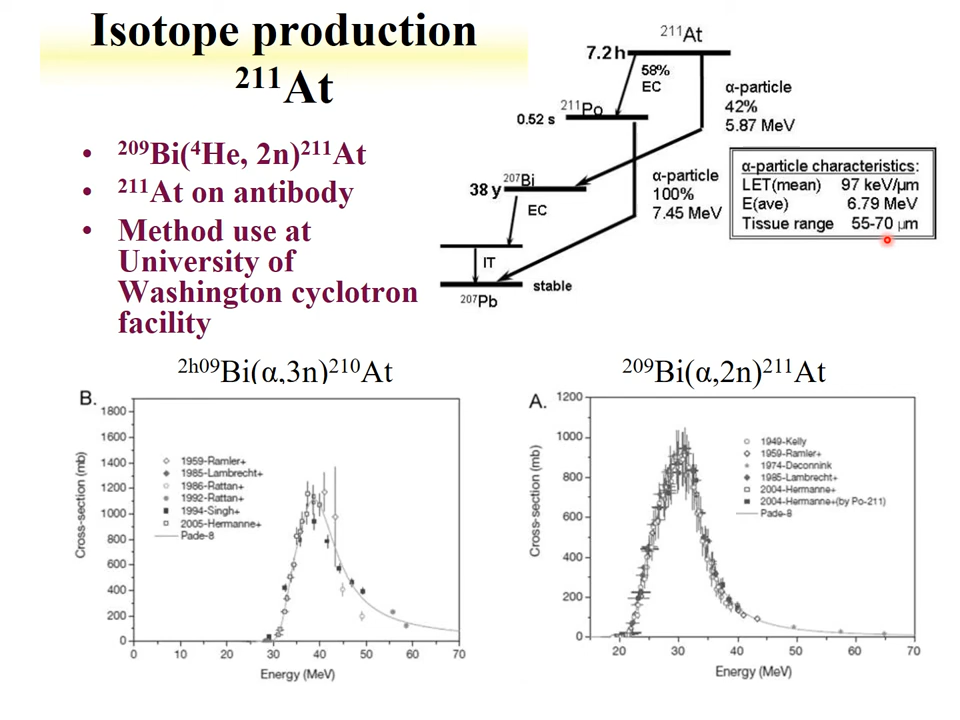 Isotope production
²¹¹At
• ²⁰⁹Bi(⁴He, 2n)²¹¹At
• ²¹¹At on antibody
• Method use at
University of
Washington cyclotron
facility
²¹¹At
7.2 h
58%
EC
α-particle
42%
5.87 MeV
²¹¹Po
0.52 s
²⁰⁷Bi
38 y
EC
α-particle
100%
7.45 MeV
IT
²⁰⁷Pb
stable
α-particle characteristics:
LET(mean) 97 keV/μm
E(ave) 6.79 MeV
Tissue range 55-70 μm
²ʰ⁰⁹Bi(α,3n)²¹⁰At
B.
Cross-section (mb)
1800
1600
1400
1200
1000
800
600
400
200
0
1959-Ramler+
1985-Lambrecht+
1986-Rattan+
1992-Rattan+
1994-Singh+
2005-Hermanne+
Pade-8
0 10 20 30 40 50 60 70
Energy (MeV)
²⁰⁹Bi(α,2n)²¹¹At
A.
Cross-section (mb)
1200
1000
800
600
400
200
0
1949-Kelly
1959-Ramler+
1974-Deconnink
1985-Lambrecht+
2004-Hermanne+
2004-Hermanne+(by Po-211)
Pade-8
20 30 40 50 60 70
Energy (MeV)